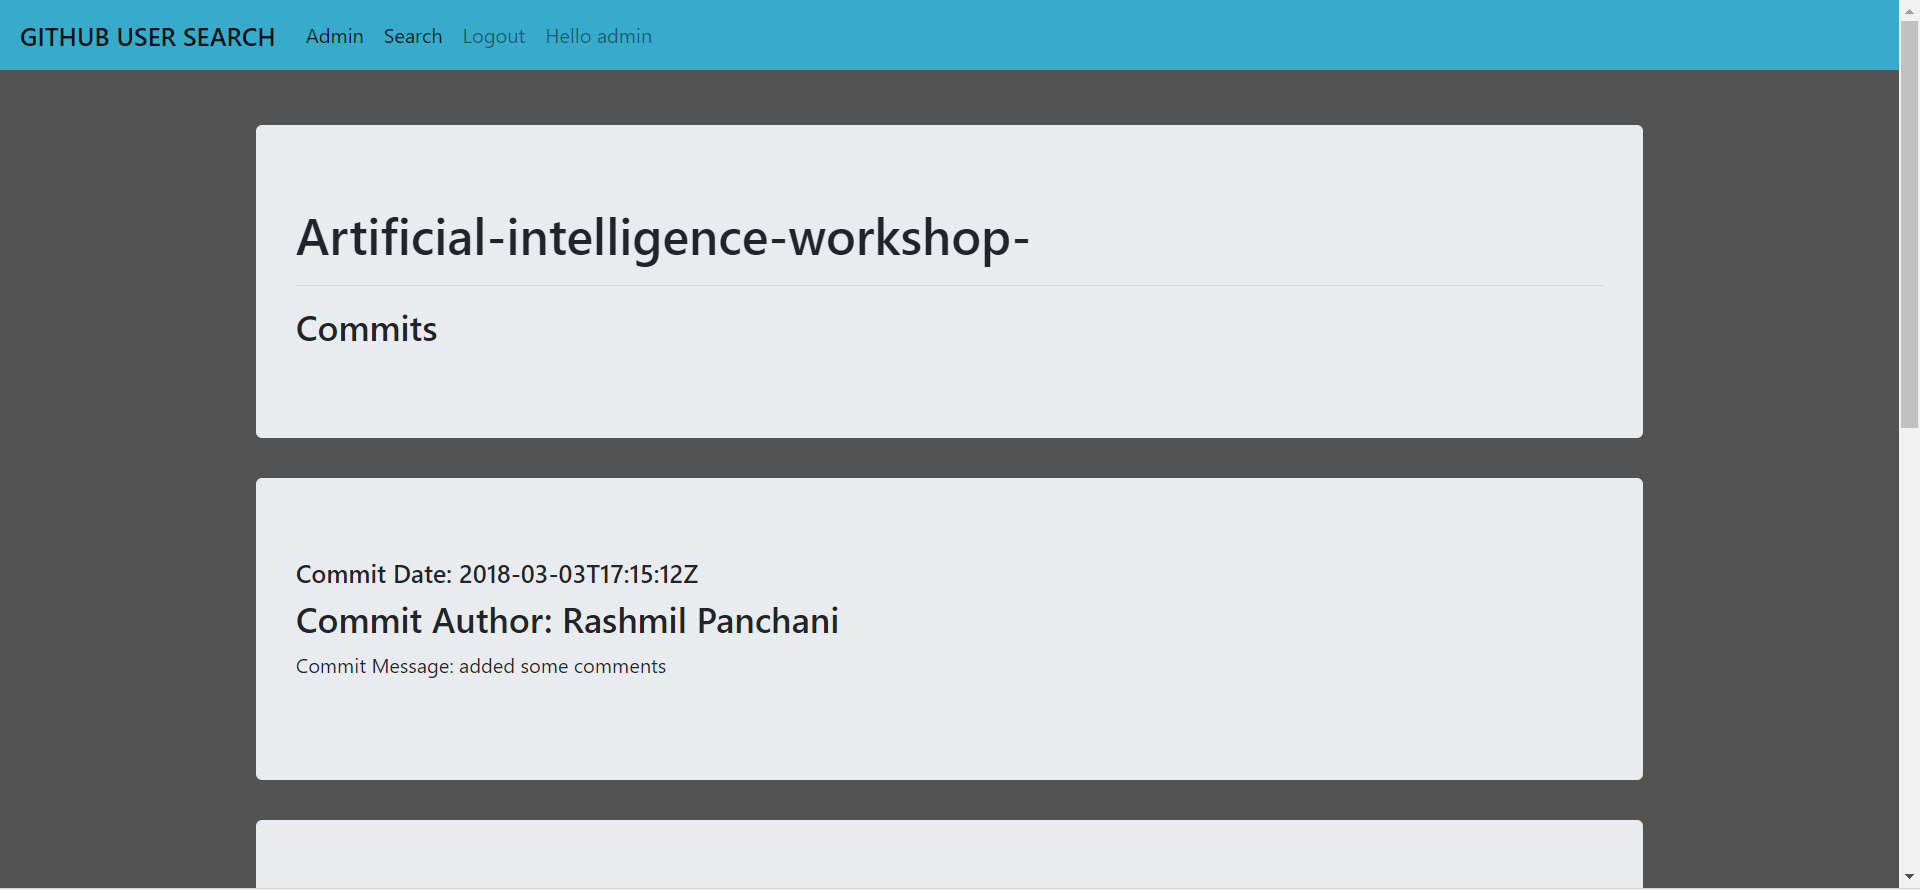 GITHUB USER SEARCH Admin Search Logout Hello admin
Artificial-intelligence-workshop-
Commits
Commit Date: 2018-03-03T17:15:12Z
Commit Author: Rashmil Panchani
Commit Message: added some comments